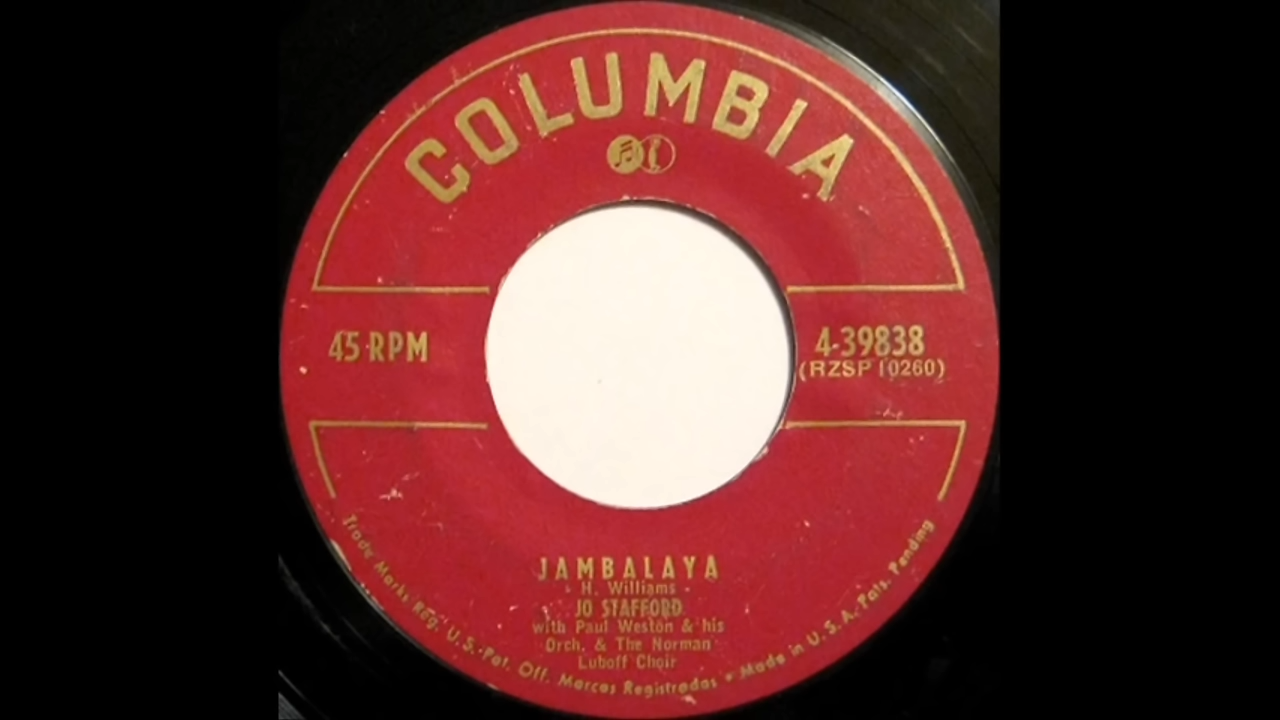 COLUMBIA
45 RPM
4-39838
(RZSP 10260)
JAMBALAYA
- H. Williams -
JO STAFFORD
with Paul Weston & his
Orch. & The Norman
Luboff Choir
Trade Marks Reg. U.S. Pat. Off. Marcas Registradas • Made in U.S.A. Pats. Pending